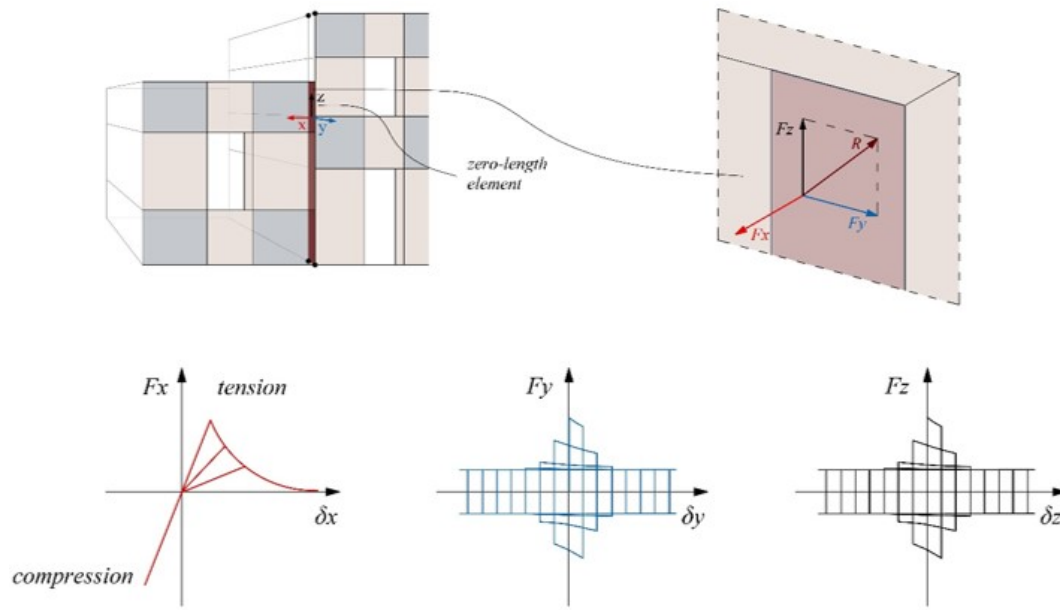 z
x
y
zero-length
element
Fz
R
Fx
Fy
Fx
tension
δx
compression
Fy
δy
Fz
δz